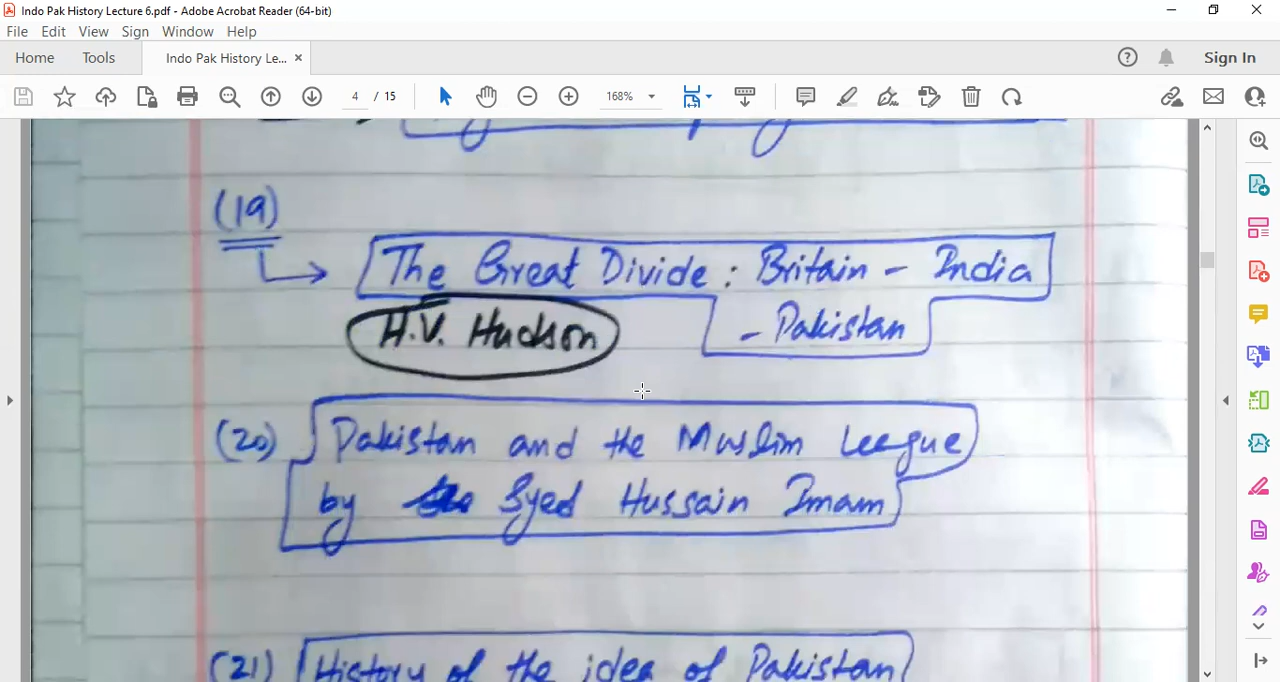 Indo Pak History Lecture 6.pdf - Adobe Acrobat Reader (64-bit)
File Edit View Sign Window Help
Home Tools Indo Pak History Le... × Sign In
4 / 15 168%
(19)
The Great Divide : Britain - India
H.V. Hudson - Pakistan
(20) Pakistan and the Muslim League
by Syed Hussain Imam
(21) History of the idea of Pakistan